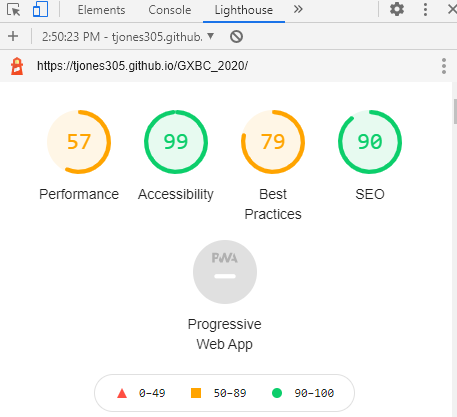 Elements Console Lighthouse »
+ 2:50:23 PM - tjones305.github. ▼
https://tjones305.github.io/GXBC_2020/
57 99 79 90
Performance Accessibility Best Practices SEO
PWA
Progressive
Web App
0–49 50–89 90–100